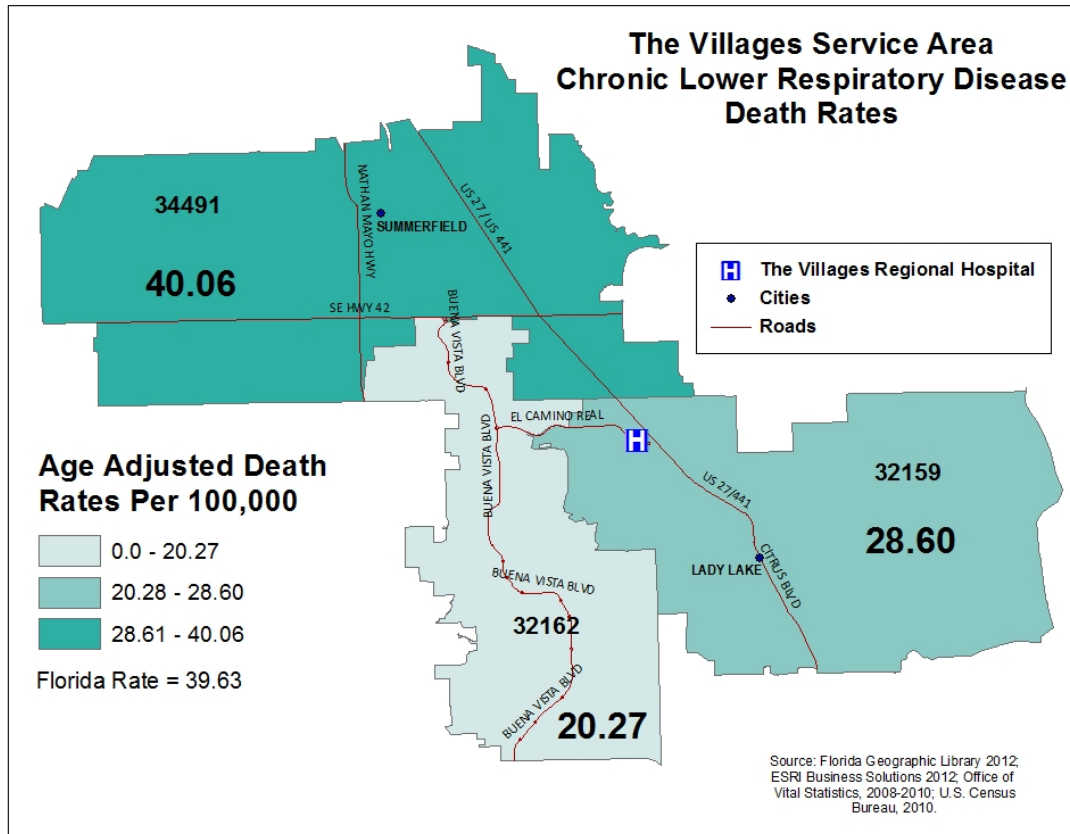 The Villages Service Area
Chronic Lower Respiratory Disease
Death Rates
34491
40.06
NATHAN MAYO HWY
SUMMERFIELD
US 27 / US 441
SE HWY 42
BUENA VISTA BLVD
The Villages Regional Hospital
Cities
Roads
EL CAMINO REAL
BUENA VISTA BLVD
H
US 27/441
32159
28.60
LADY LAKE
CITRUS BLVD
BUENA VISTA BLVD
32162
BUENA VISTA BLVD
20.27
Age Adjusted Death
Rates Per 100,000
0.0 - 20.27
20.28 - 28.60
28.61 - 40.06
Florida Rate = 39.63
H
Source: Florida Geographic Library 2012;
ESRI Business Solutions 2012; Office of
Vital Statistics, 2008-2010; U.S. Census
Bureau, 2010.